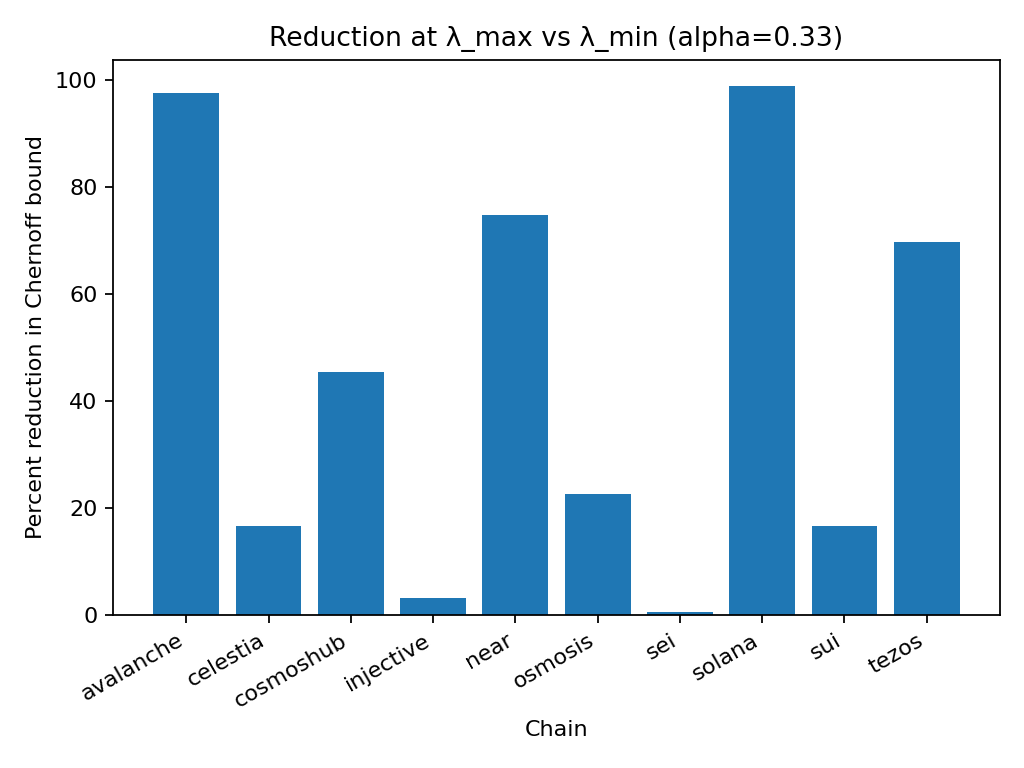 Reduction at λ_max vs λ_min (alpha=0.33)
Percent reduction in Chernoff bound
100
80
60
40
20
0
avalanche
celestia
cosmoshub
injective
near
osmosis
sei
solana
sui
tezos
Chain